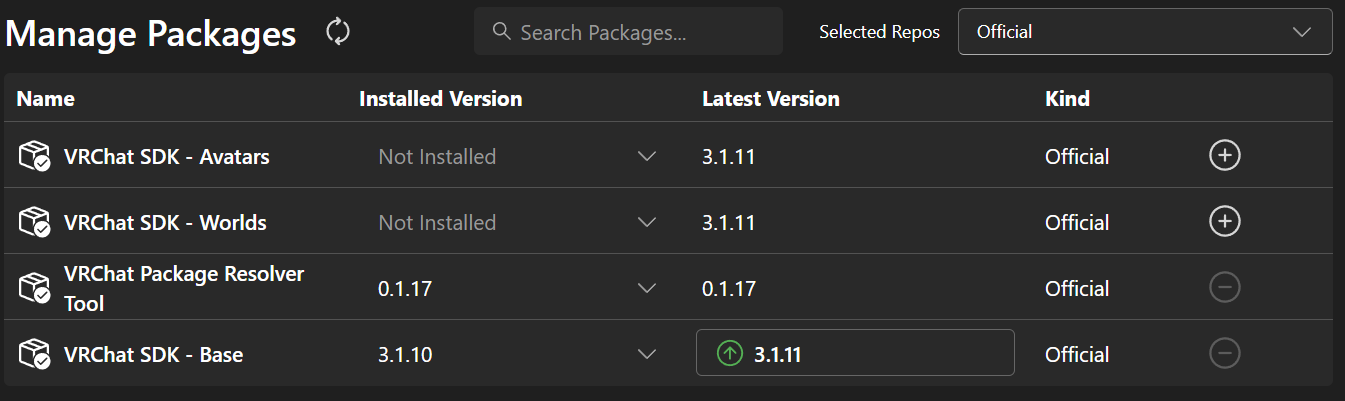 Manage Packages
Search Packages...
Selected Repos
Official
Name Installed Version Latest Version Kind
VRChat SDK - Avatars Not Installed 3.1.11 Official
VRChat SDK - Worlds Not Installed 3.1.11 Official
VRChat Package Resolver
Tool
0.1.17 0.1.17 Official
VRChat SDK - Base 3.1.10 3.1.11 Official